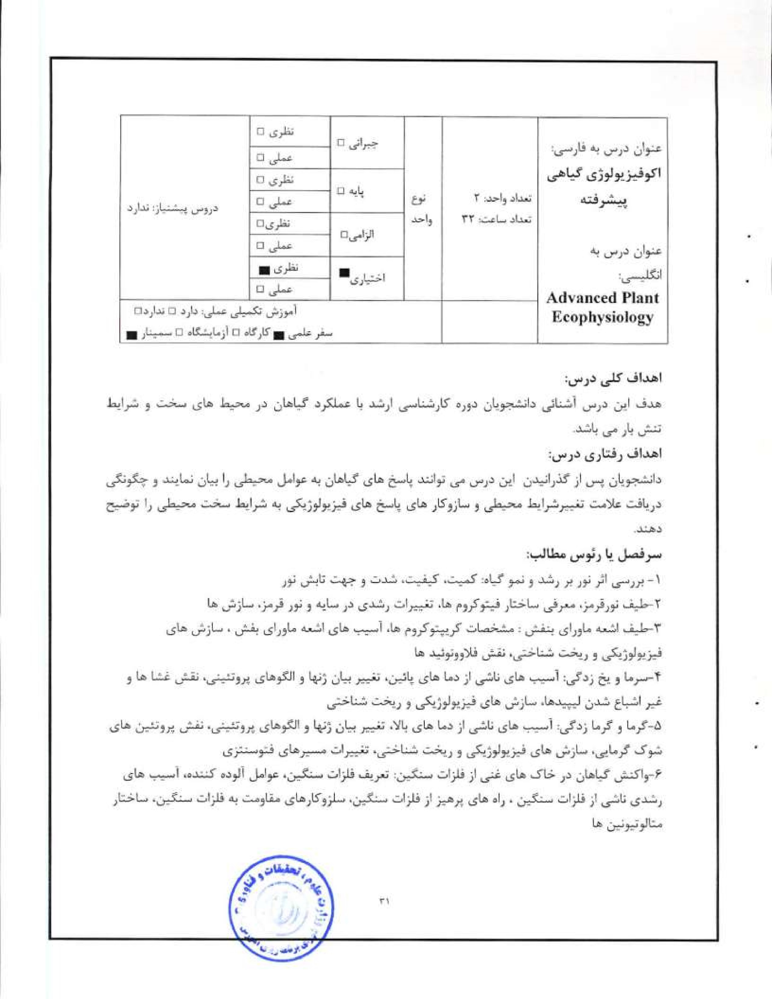 عنوان درس به فارسی:
اکوفیزیولوژی گیاهی
پیشرفته
عنوان درس به
انگلیسی:
Advanced Plant
Ecophysiology
تعداد واحد: ۲
تعداد ساعت: ۳۲
نوع
واحد
جبرانی □
نظری □
عملی □
پایه □
نظری □
عملی □
الزامی□
نظری□
عملی □
اختیاری■
نظری ■
عملی □
دروس پیشنیاز: ندارد
آموزش تکمیلی عملی: دارد □ ندارد□
سفر علمی ■ کارگاه □ آزمایشگاه □ سمینار ■
اهداف کلی درس:
هدف این درس آشنائی دانشجویان دوره کارشناسی ارشد با عملکرد گیاهان در محیط های سخت و شرایط
تنش بار می باشد.
اهداف رفتاری درس:
دانشجویان پس از گذرانیدن این درس می توانند پاسخ های گیاهان به عوامل محیطی را بیان نمایند و چگونگی
دریافت علامت تغییرشرایط محیطی و سازوکار های پاسخ های فیزیولوژیکی به شرایط سخت محیطی را توضیح
دهند.
سرفصل یا رئوس مطالب:
۱- بررسی اثر نور بر رشد و نمو گیاه: کمیت، کیفیت، شدت و جهت تابش نور
۲-طیف نورقرمز، معرفی ساختار فیتوکروم ها، تغییرات رشدی در سایه و نور قرمز، سازش ها
۳-طیف اشعه ماورای بنفش : مشخصات کریپتوکروم ها، آسیب های اشعه ماورای بفش ، سازش های
فیزیولوژیکی و ریخت شناختی، نقش فلاوونوئید ها
۴-سرما و یخ زدگی: آسیب های ناشی از دما های پائین، تغییر بیان ژنها و الگوهای پروتئینی، نقش غشا ها و
غیر اشباع شدن لیپیدها، سازش های فیزیولوژیکی و ریخت شناختی
۵-گرما و گرما زدگی: آسیب های ناشی از دما های بالا، تغییر بیان ژنها و الگوهای پروتئینی، نفش پروتئین های
شوک گرمایی، سازش های فیزیولوژیکی و ریخت شناختی، تغییرات مسیرهای فتوسنتزی
۶-واکنش گیاهان در خاک های غنی از فلزات سنگین: تعریف فلزات سنگین، عوامل آلوده کننده، آسیب های
رشدی ناشی از فلزات سنگین ، راه های پرهیز از فلزات سنگین، سلزوکارهای مقاومت به فلزات سنگین، ساختار
متالوتیونین ها
۳۱
علوم، تحقیقات و فناوری